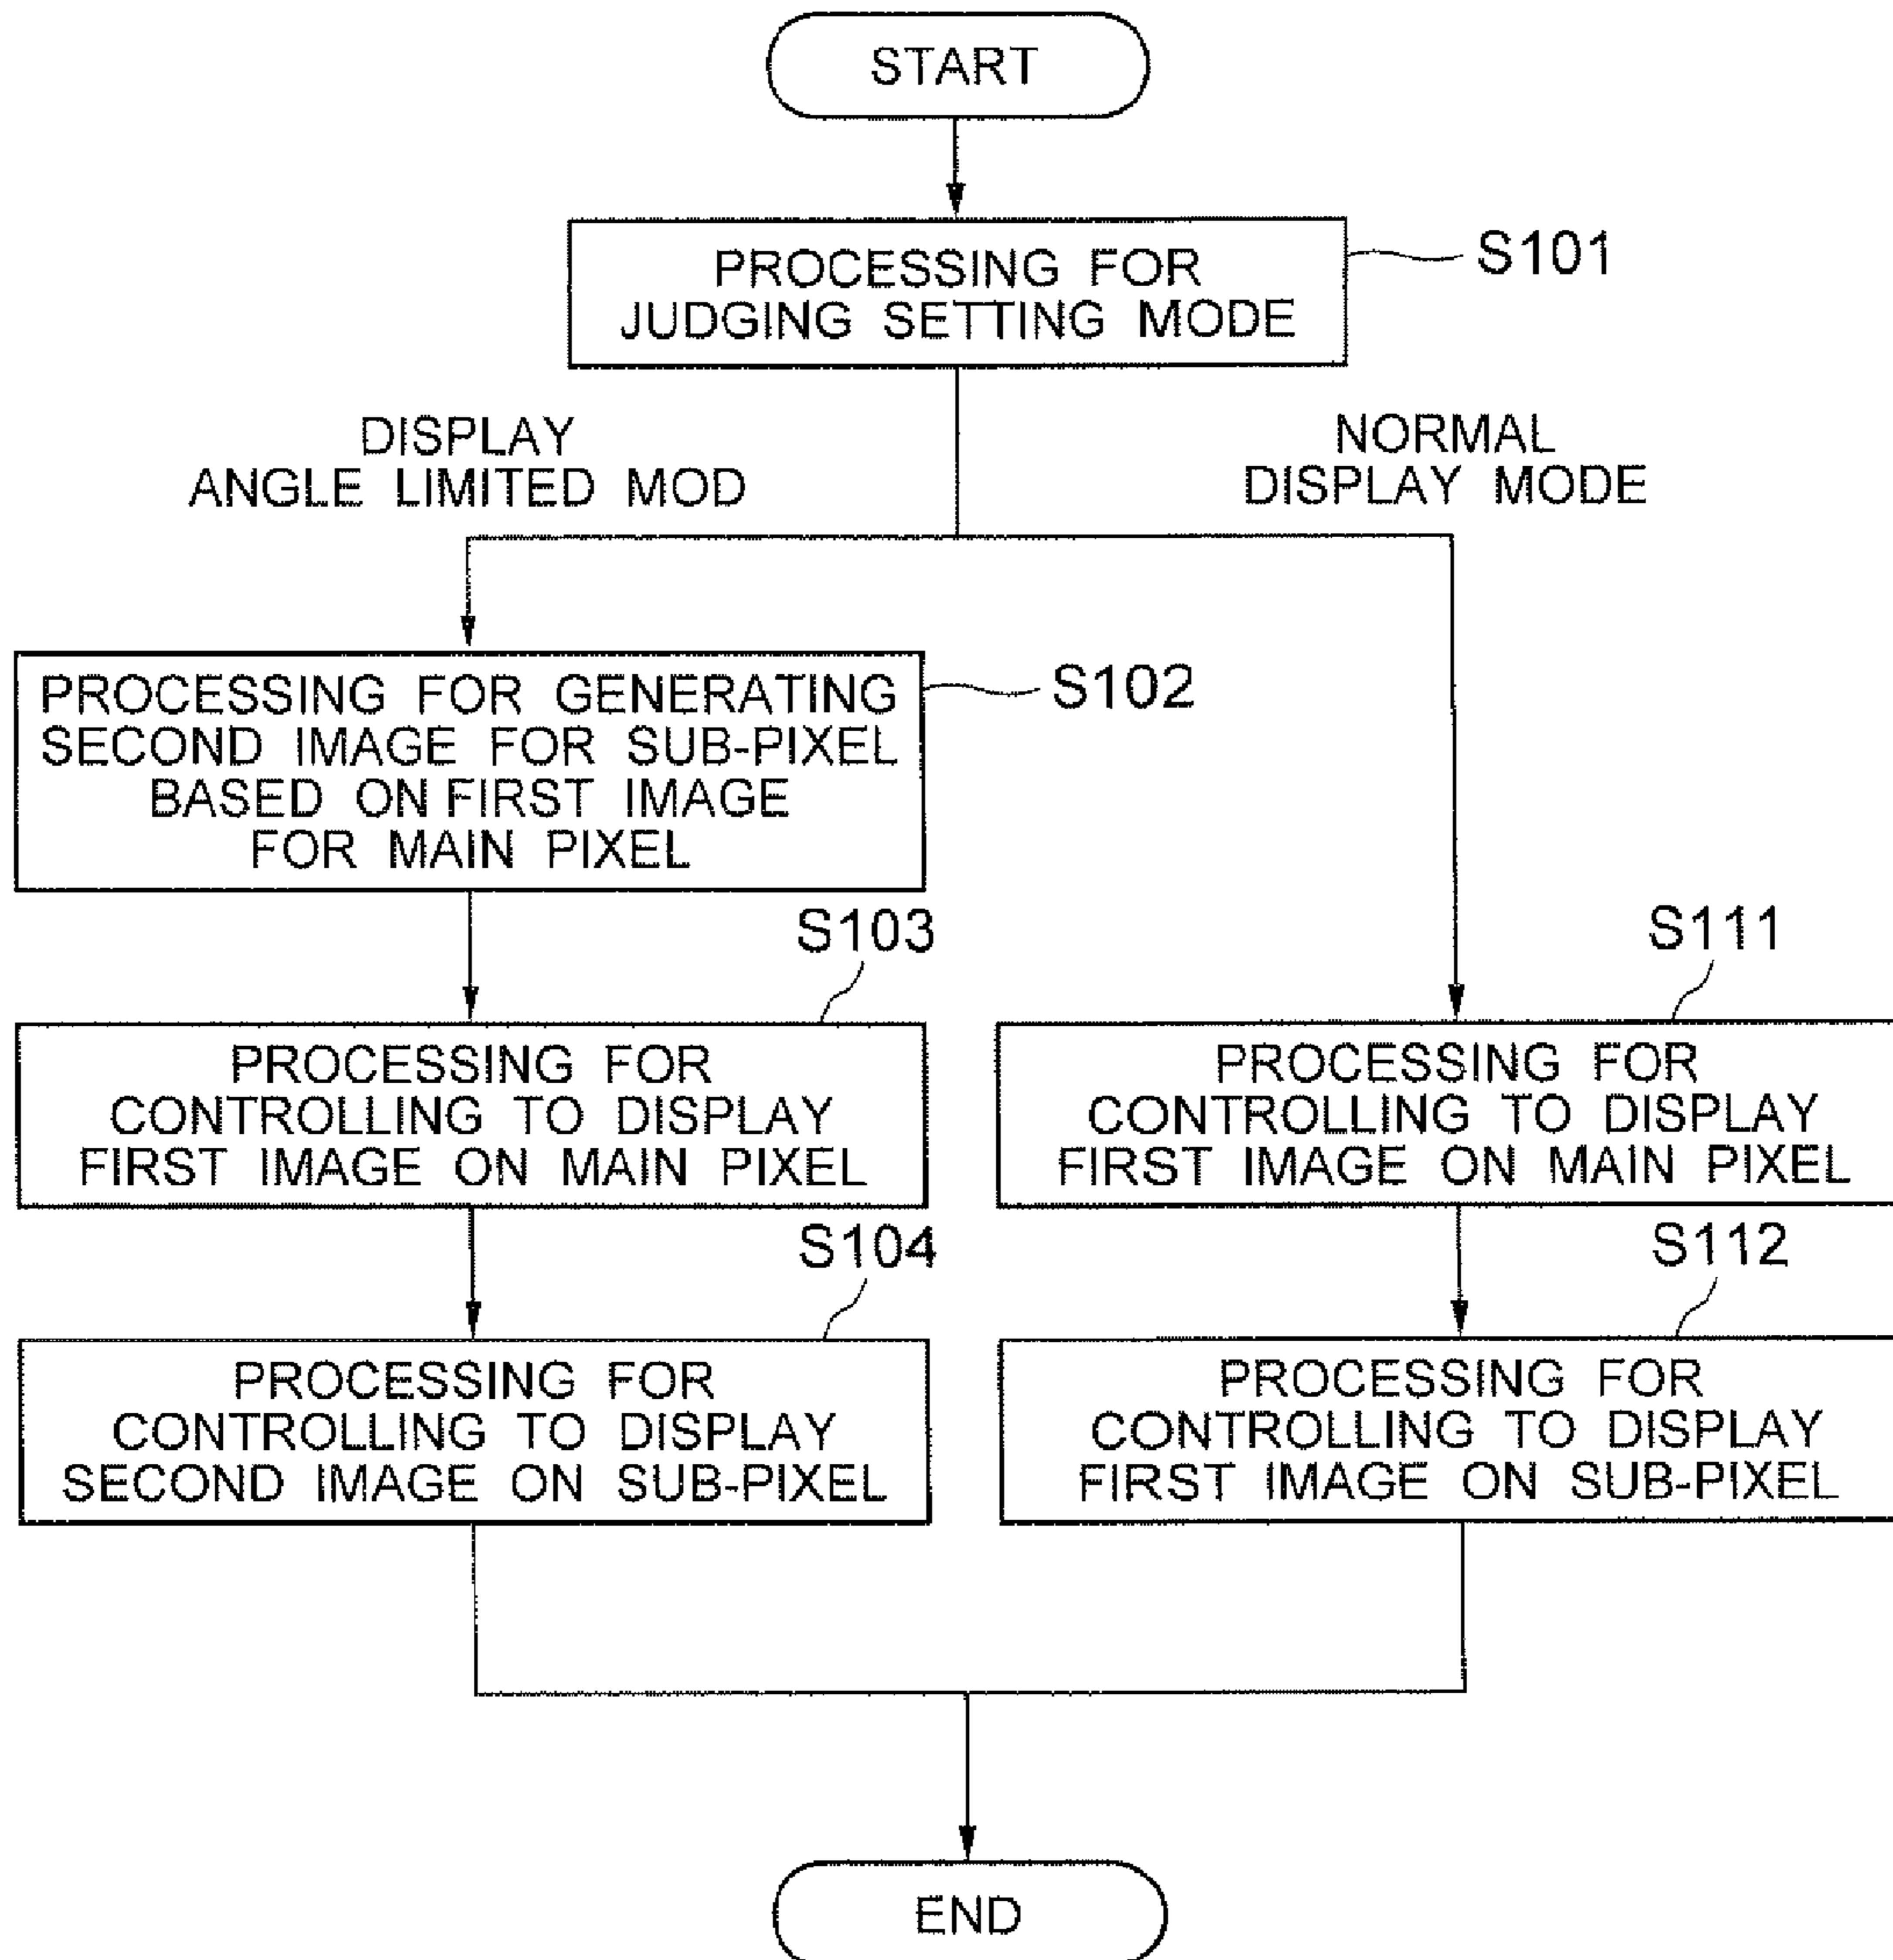 START
PROCESSING FOR
JUDGING SETTING MODE
S101
DISPLAY
ANGLE LIMITED MOD
NORMAL
DISPLAY MODE
PROCESSING FOR GENERATING
SECOND IMAGE FOR SUB-PIXEL
BASED ON FIRST IMAGE
FOR MAIN PIXEL
S102
S103
PROCESSING FOR
CONTROLLING TO DISPLAY
FIRST IMAGE ON MAIN PIXEL
S104
PROCESSING FOR
CONTROLLING TO DISPLAY
SECOND IMAGE ON SUB-PIXEL
S111
PROCESSING FOR
CONTROLLING TO DISPLAY
FIRST IMAGE ON MAIN PIXEL
S112
PROCESSING FOR
CONTROLLING TO DISPLAY
FIRST IMAGE ON SUB-PIXEL
END